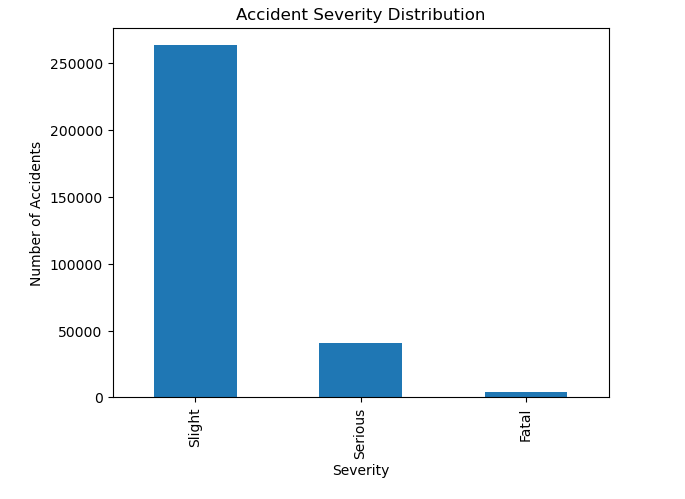 Accident Severity Distribution
Number of Accidents
250000
200000
150000
100000
50000
0
Slight
Serious
Fatal
Severity